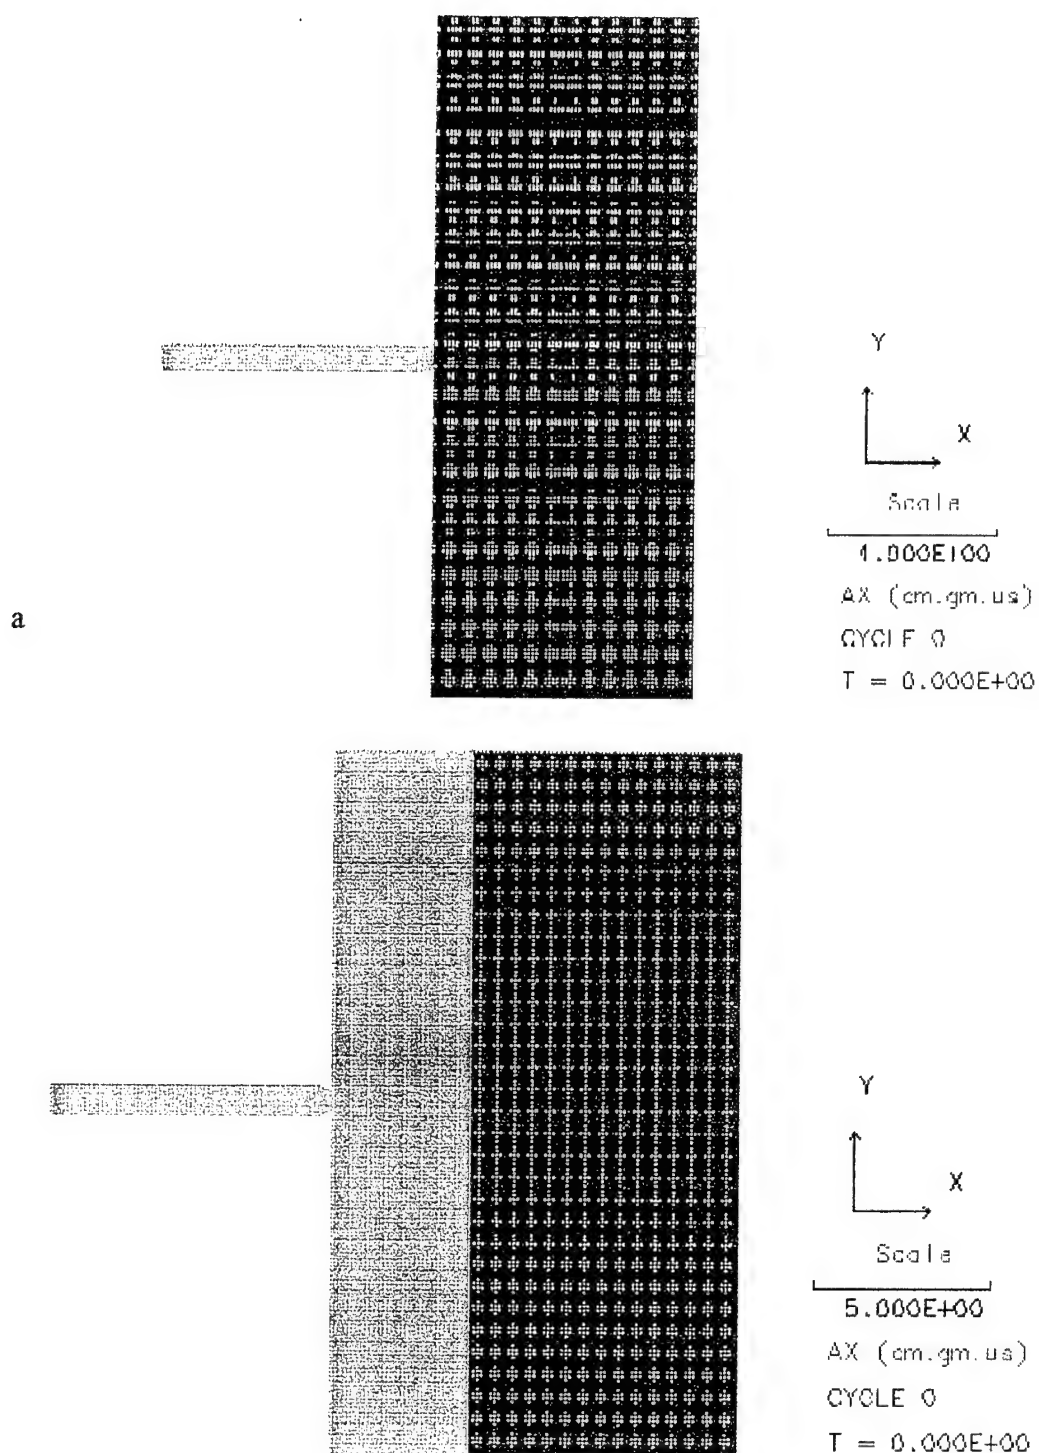 Y
X
Scale
1.000E+00
AX (cm.gm.us)
CYCLE 0
T = 0.000E+00
a
Y
X
Scale
5.000E+00
AX (cm.gm.us)
CYCLE 0
T = 0.000E+00